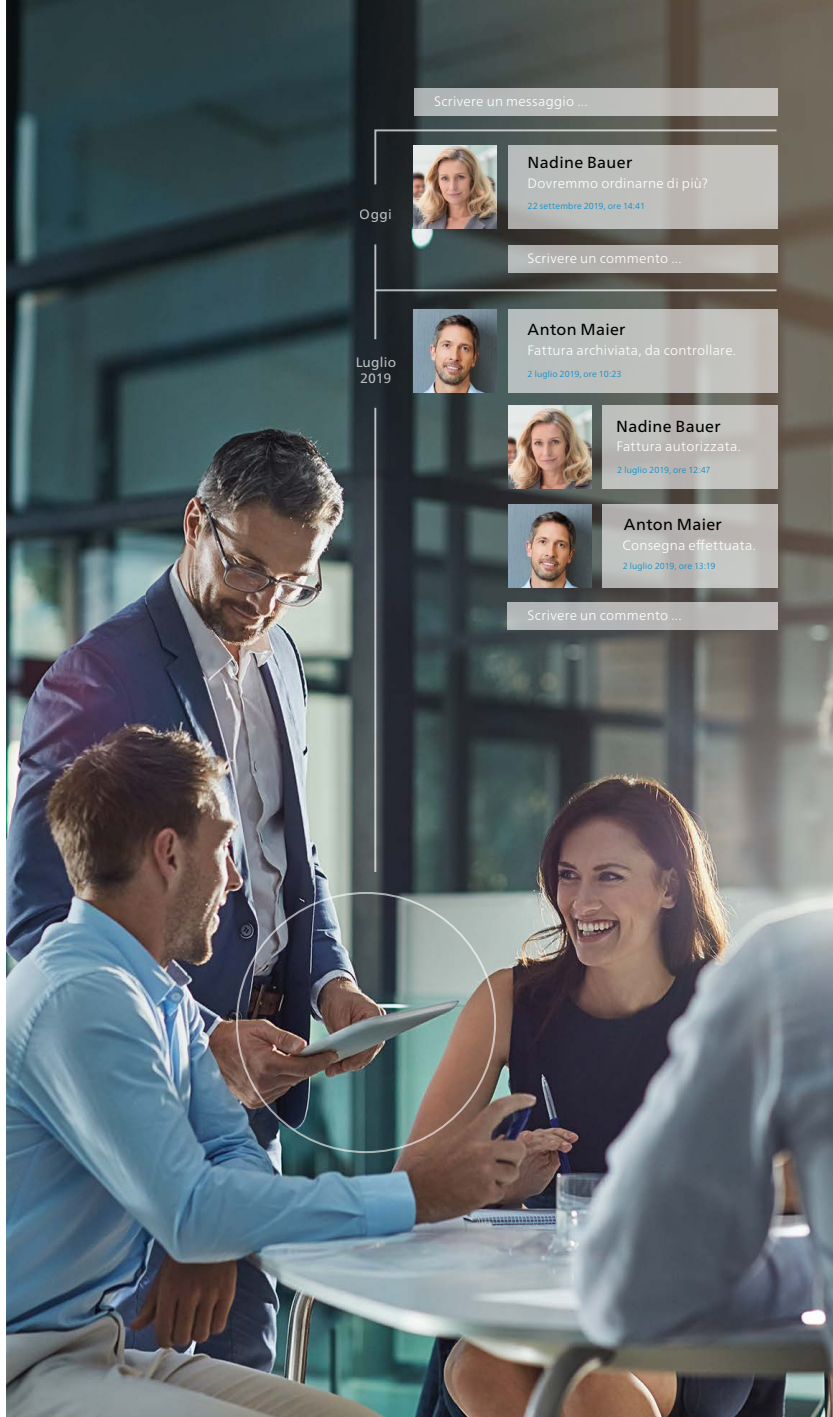 Scrivere un messaggio ...
Oggi
Nadine Bauer
Dovremmo ordinarne di più?
22 settembre 2019, ore 14:41
Scrivere un commento ...
Luglio
2019
Anton Maier
Fattura archiviata, da controllare.
2 luglio 2019, ore 10:23
Nadine Bauer
Fattura autorizzata.
2 luglio 2019, ore 12:47
Anton Maier
Consegna effettuata.
2 luglio 2019, ore 13:19
Scrivere un commento ...